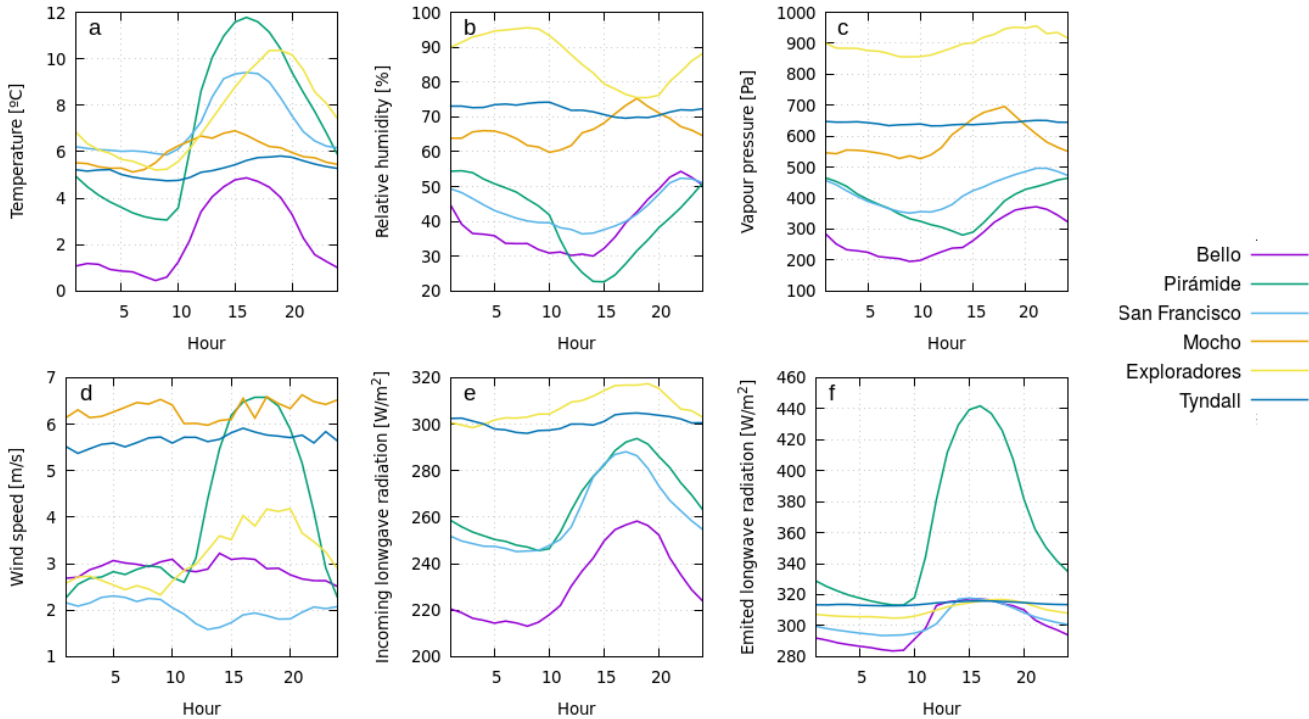 a
Temperature [ºC]
12
10
8
6
4
2
0
5 10 15 20
Hour
b
Relative humidity [%]
100
90
80
70
60
50
40
30
20
5 10 15 20
Hour
c
Vapour pressure [Pa]
1000
900
800
700
600
500
400
300
200
100
5 10 15 20
Hour
Bello
Pirámide
San Francisco
Mocho
Exploradores
Tyndall
d
Wind speed [m/s]
7
6
5
4
3
2
1
5 10 15 20
Hour
e
Incoming lonwgave radiation [W/m²]
320
300
280
260
240
220
200
5 10 15 20
Hour
f
Emited longwave radiation [W/m²]
460
440
420
400
380
360
340
320
300
280
5 10 15 20
Hour